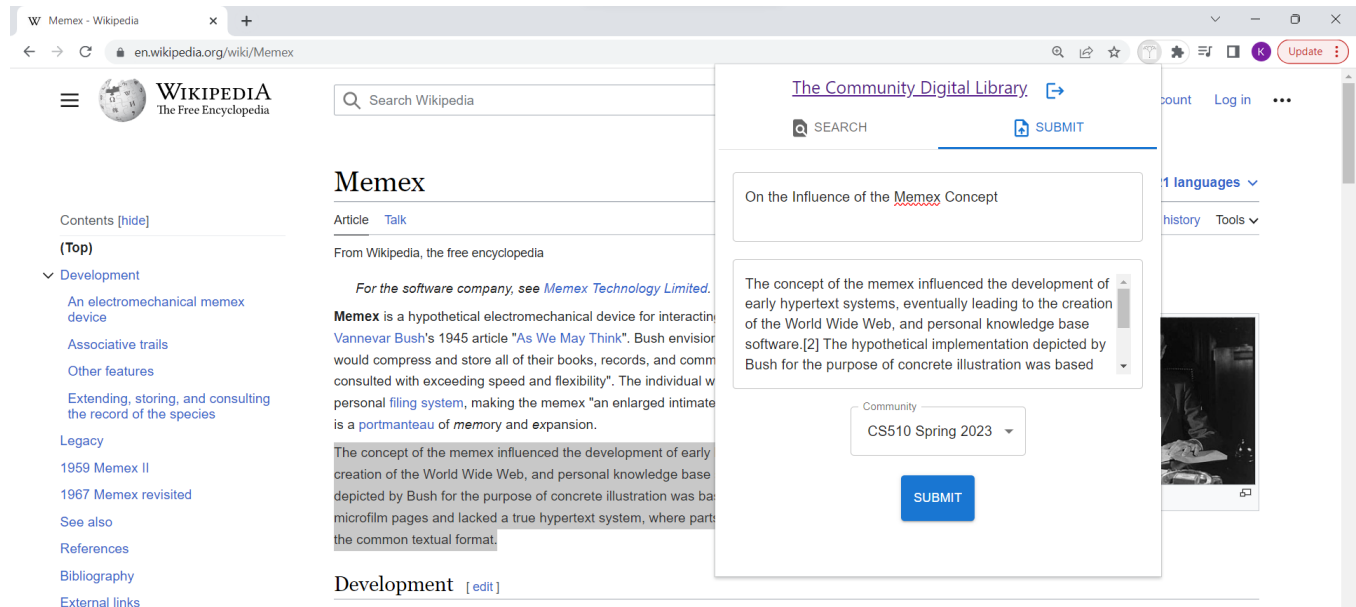 W Memex - Wikipedia
en.wikipedia.org/wiki/Memex
K
Update
WIKIPEDIA
The Free Encyclopedia
Search Wikipedia
count Log in
Contents [hide]
(Top)
Development
An electromechanical memex
device
Associative trails
Other features
Extending, storing, and consulting
the record of the species
Legacy
1959 Memex II
1967 Memex revisited
See also
References
Bibliography
External links
Memex
1 languages
Article Talk
history Tools
From Wikipedia, the free encyclopedia
For the software company, see Memex Technology Limited.
Memex is a hypothetical electromechanical device for interacting
Vannevar Bush's 1945 article "As We May Think". Bush envision
would compress and store all of their books, records, and comm
consulted with exceeding speed and flexibility". The individual w
personal filing system, making the memex "an enlarged intimate
is a portmanteau of memory and expansion.
The concept of the memex influenced the development of early
creation of the World Wide Web, and personal knowledge base
depicted by Bush for the purpose of concrete illustration was ba
microfilm pages and lacked a true hypertext system, where parts
the common textual format.
Development [ edit ]
The Community Digital Library
SEARCH
SUBMIT
On the Influence of the Memex Concept
The concept of the memex influenced the development of
early hypertext systems, eventually leading to the creation
of the World Wide Web, and personal knowledge base
software.[2] The hypothetical implementation depicted by
Bush for the purpose of concrete illustration was based
Community
CS510 Spring 2023
SUBMIT